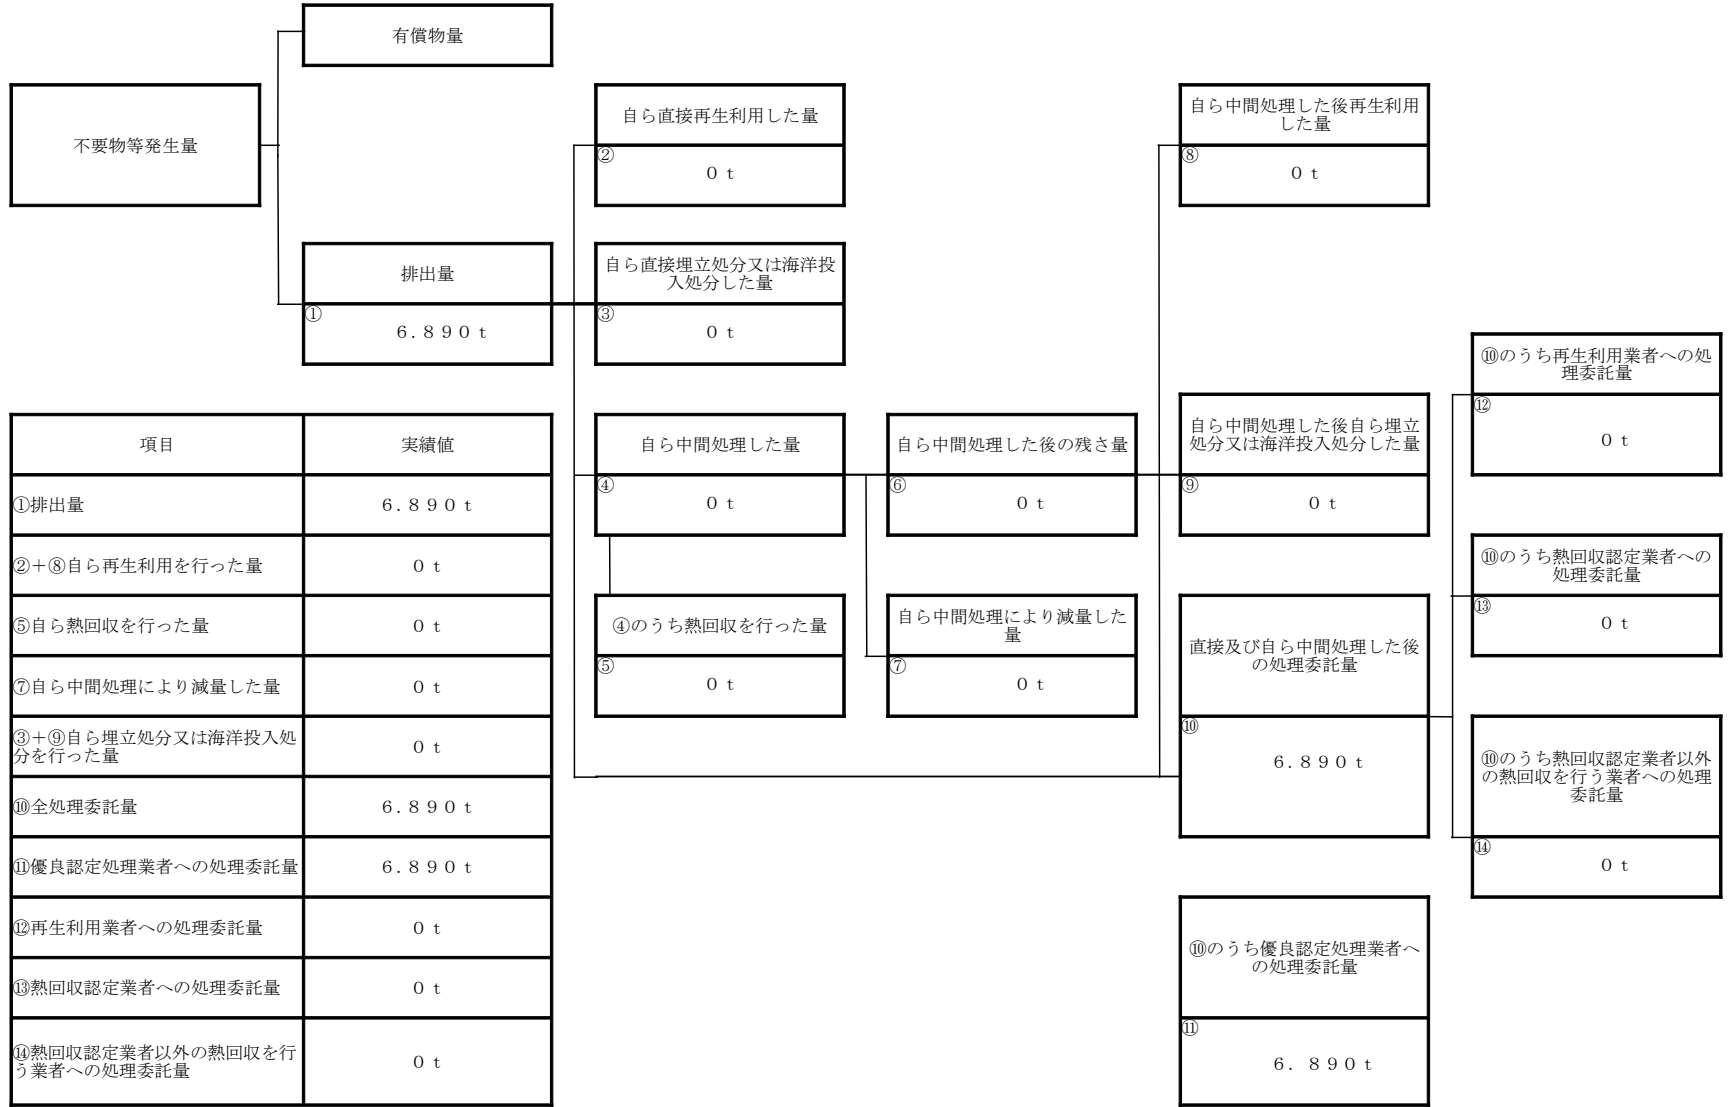 有償物量
不要物等発生量
自ら直接再生利用した量
②
０ｔ
自ら中間処理した後再生利用
した量
⑧
０ｔ
排出量
①
６.８９０ｔ
自ら直接埋立処分又は海洋投
入処分した量
③
０ｔ
⑩のうち再生利用業者への処
理委託量
⑫
０ｔ
自ら中間処理した量
④
０ｔ
自ら中間処理した後の残さ量
⑥
０ｔ
自ら中間処理した後自ら埋立
処分又は海洋投入処分した量
⑨
０ｔ
⑩のうち熱回収認定業者への
処理委託量
⑬
０ｔ
④のうち熱回収を行った量
⑤
０ｔ
自ら中間処理により減量した
量
⑦
０ｔ
直接及び自ら中間処理した後
の処理委託量
⑩
６.８９０ｔ
⑩のうち熱回収認定業者以外
の熱回収を行う業者への処理
委託量
⑭
０ｔ
⑩のうち優良認定処理業者へ
の処理委託量
⑪
６. ８９０ｔ
項目
実績値
①排出量
６.８９０ｔ
②＋⑧自ら再生利用を行った量
０ｔ
⑤自ら熱回収を行った量
０ｔ
⑦自ら中間処理により減量した量
０ｔ
③＋⑨自ら埋立処分又は海洋投入処
分を行った量
０ｔ
⑩全処理委託量
６.８９０ｔ
⑪優良認定処理業者への処理委託量
６.８９０ｔ
⑫再生利用業者への処理委託量
０ｔ
⑬熱回収認定業者への処理委託量
０ｔ
⑭熱回収認定業者以外の熱回収を行
う業者への処理委託量
０ｔ